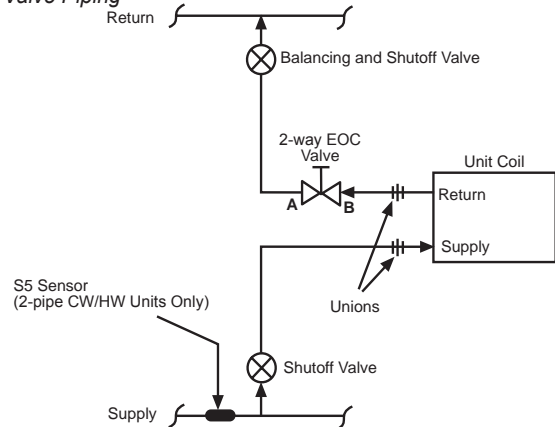 Valve Piping
Return
Balancing and Shutoff Valve
2-way EOC
Valve
Unit Coil
A
B
Return
Supply
S5 Sensor
(2-pipe CW/HW Units Only)
Unions
Shutoff Valve
Supply